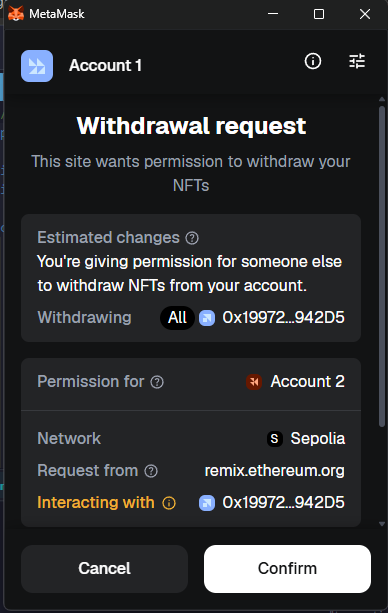 MetaMask
Account 1
Withdrawal request
This site wants permission to withdraw your
NFTs
Estimated changes
You're giving permission for someone else
to withdraw NFTs from your account.
Withdrawing All 0x19972...942D5
Permission for Account 2
Network S Sepolia
Request from remix.ethereum.org
Interacting with 0x19972...942D5
Cancel Confirm